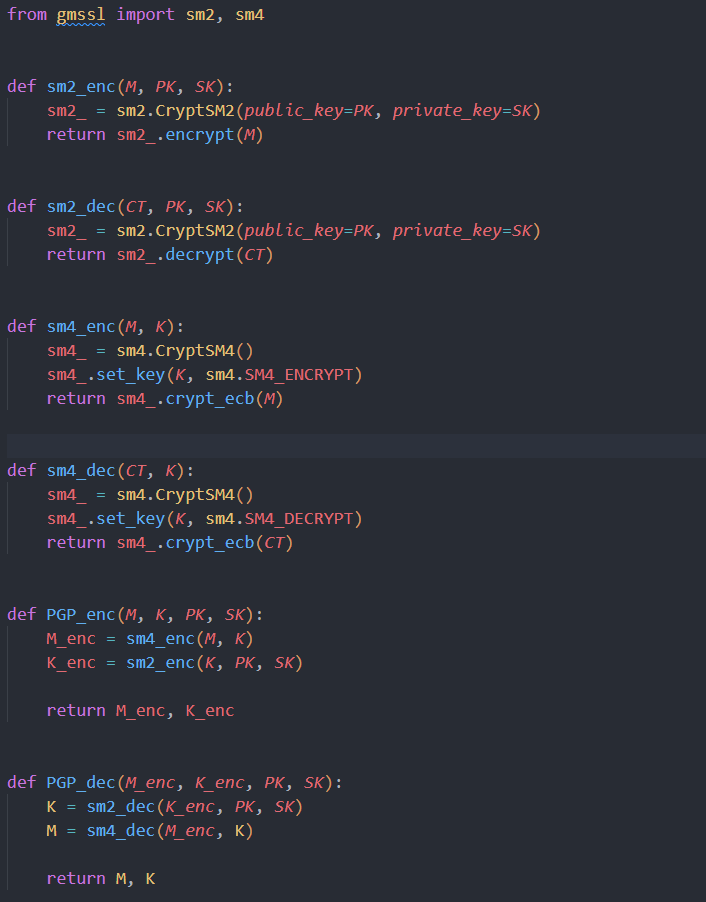 from gmssl import sm2, sm4
def sm2_enc(M, PK, SK):
    sm2_ = sm2.CryptSM2(public_key=PK, private_key=SK)
    return sm2_.encrypt(M)
def sm2_dec(CT, PK, SK):
    sm2_ = sm2.CryptSM2(public_key=PK, private_key=SK)
    return sm2_.decrypt(CT)
def sm4_enc(M, K):
    sm4_ = sm4.CryptSM4()
    sm4_.set_key(K, sm4.SM4_ENCRYPT)
    return sm4_.crypt_ecb(M)
def sm4_dec(CT, K):
    sm4_ = sm4.CryptSM4()
    sm4_.set_key(K, sm4.SM4_DECRYPT)
    return sm4_.crypt_ecb(CT)
def PGP_enc(M, K, PK, SK):
    M_enc = sm4_enc(M, K)
    K_enc = sm2_enc(K, PK, SK)
    return M_enc, K_enc
def PGP_dec(M_enc, K_enc, PK, SK):
    K = sm2_dec(K_enc, PK, SK)
    M = sm4_dec(M_enc, K)
    return M, K